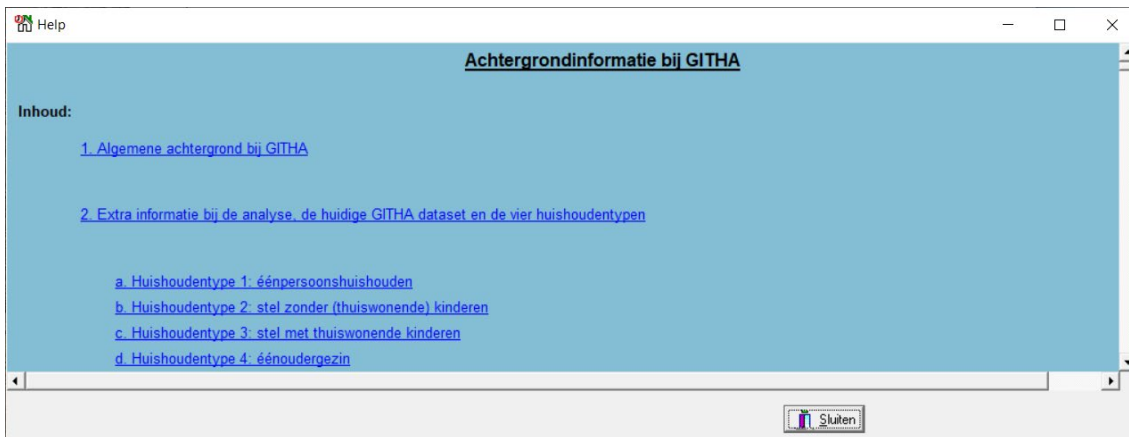 Help
Achtergrondinformatie bij GITHA
Inhoud:
1. Algemene achtergrond bij GITHA
2. Extra informatie bij de analyse, de huidige GITHA dataset en de vier huishoudentypen
a. Huishoudentype 1: éénpersoonshuishouden
b. Huishoudentype 2: stel zonder (thuiswonende) kinderen
c. Huishoudentype 3: stel met thuiswonende kinderen
d. Huishoudentype 4: éénoudergezin
Sluiten